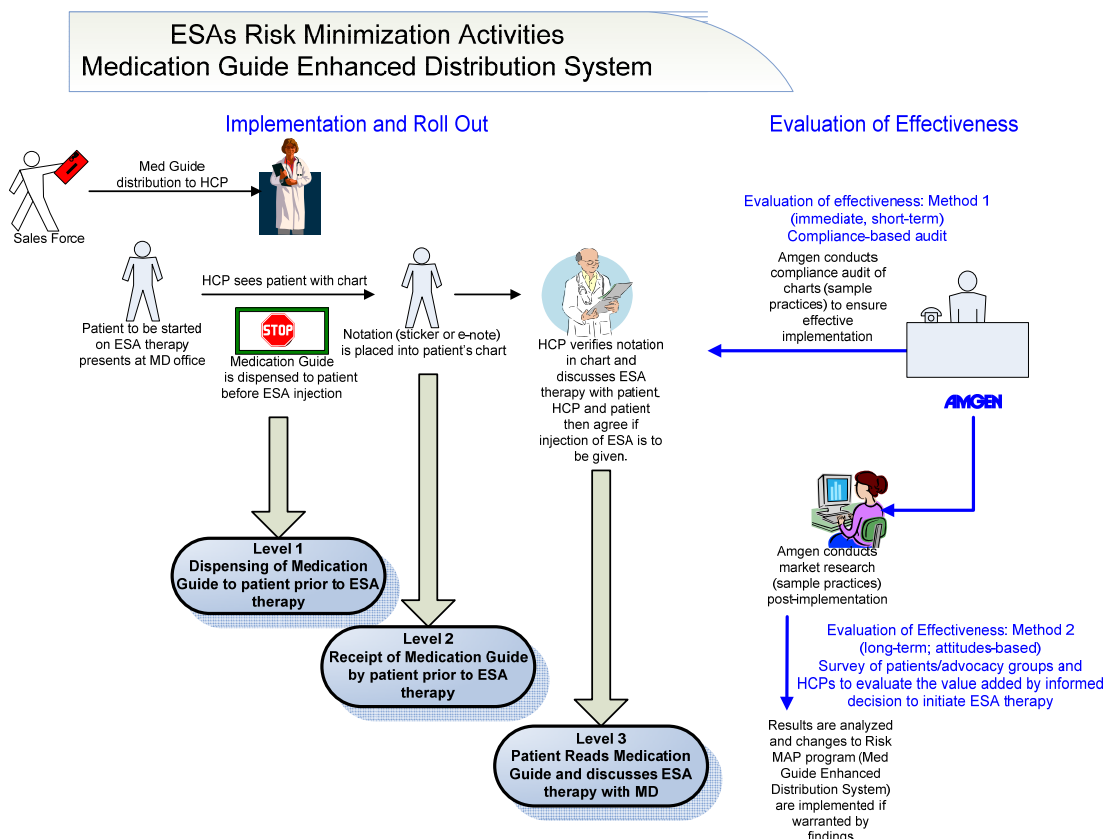 ESAs Risk Minimization Activities
Medication Guide Enhanced Distribution System
Implementation and Roll Out
Evaluation of Effectiveness
Med Guide
distribution to HCP
Sales Force
HCP sees patient with chart
Patient to be started
on ESA therapy
presents at MD office
STOP
Medication Guide
is dispensed to patient
before ESA injection
Notation (sticker or e-note)
is placed into patient's chart
HCP verifies notation
in chart and
discusses ESA
therapy with patient.
HCP and patient
then agree if
injection of ESA is to
be given.
Level 1
Dispensing of Medication
Guide to patient prior to ESA
therapy
Level 2
Receipt of Medication Guide
by patient prior to ESA
therapy
Level 3
Patient Reads Medication
Guide and discusses ESA
therapy with MD
Evaluation of effectiveness: Method 1
(immediate, short-term)
Compliance-based audit
Amgen conducts
compliance audit of
charts (sample
practices) to ensure
effective
implementation
AMGEN
Amgen conducts
market research
(sample practices)
post-implementation
Evaluation of Effectiveness: Method 2
(long-term; attitudes-based)
Survey of patients/advocacy groups and
HCPs to evaluate the value added by informed
decision to initiate ESA therapy
Results are analyzed
and changes to Risk
MAP program (Med
Guide Enhanced
Distribution System)
are implemented if
warranted by
findings